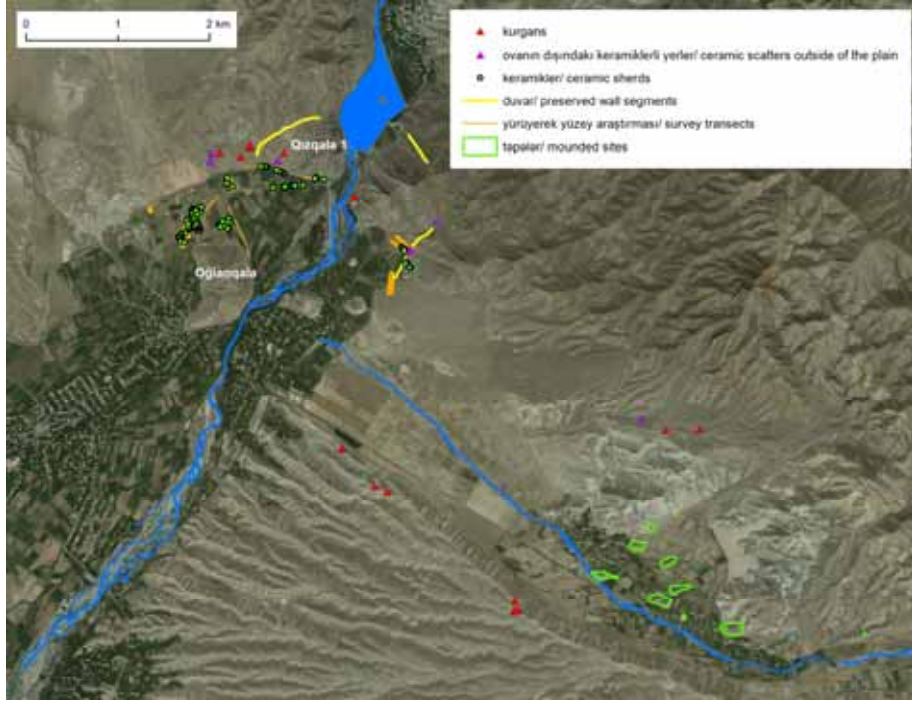 0 1 2 km
kurgans
ovanın dışındaki keramiklerli yerler/ ceramic scatters outside of the plain
keramikler/ ceramic sherds
duvar/ preserved wall segments
yürüyerek yüzey araştırması/ survey transects
təpələr/ mounded sites
Qızqala 1
Oğlanqala